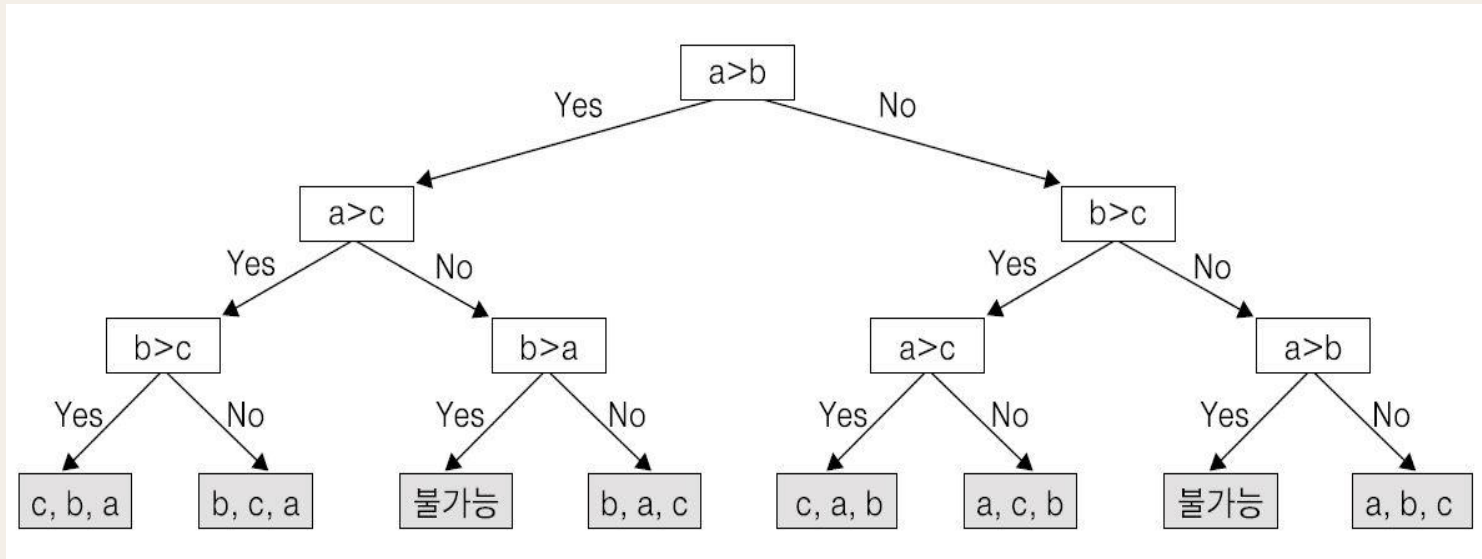 a>b
Yes No
a>c b>c
Yes No Yes No
b>c b>a a>c a>b
Yes No Yes No Yes No Yes No
c, b, a b, c, a 불가능 b, a, c c, a, b a, c, b 불가능 a, b, c